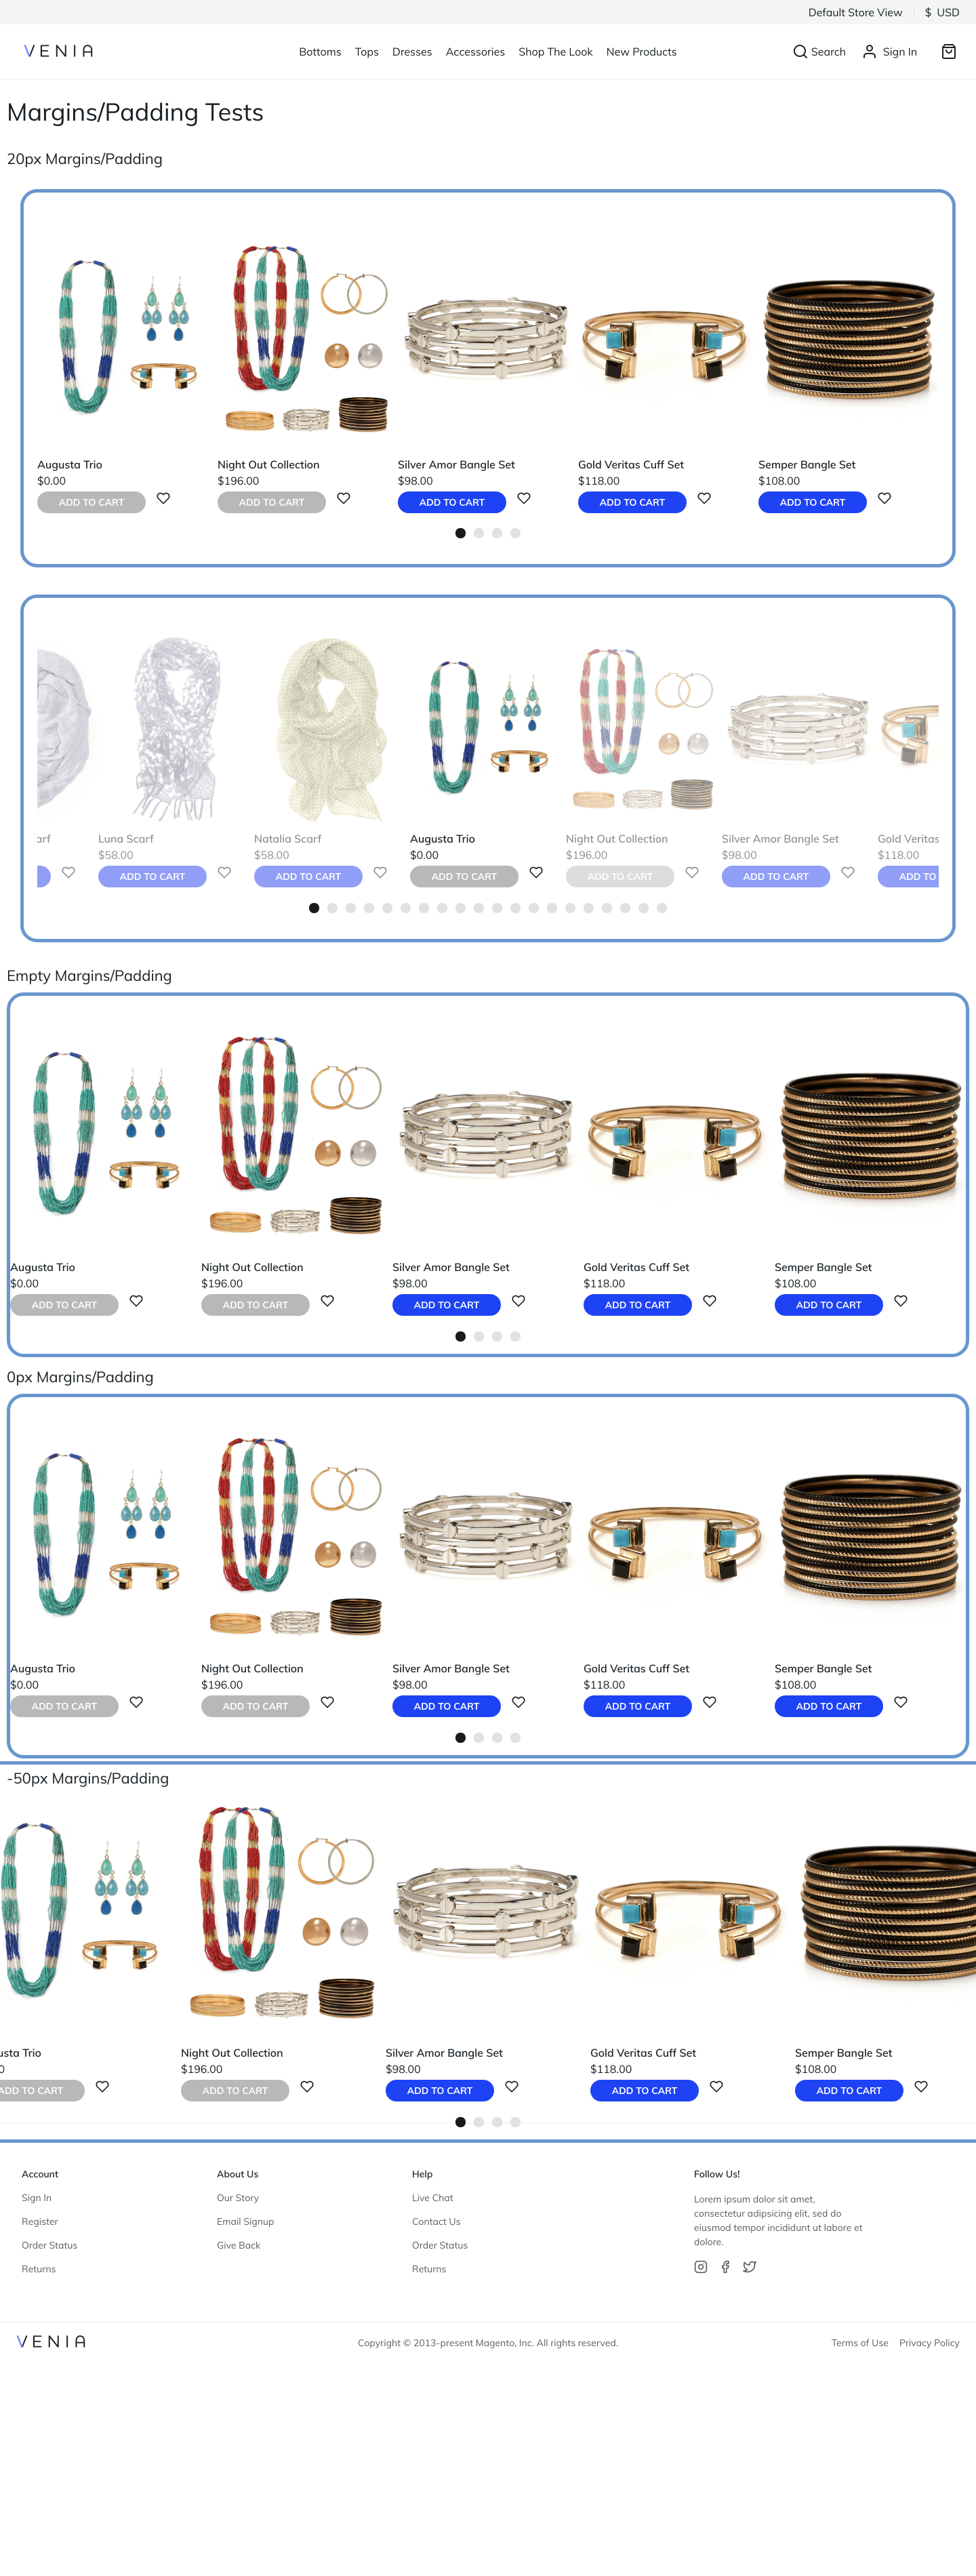 Default Store View
$ USD
VENIA
Bottoms Tops Dresses Accessories Shop The Look New Products
Search Sign In
Margins/Padding Tests
20px Margins/Padding
Augusta Trio Night Out Collection Silver Amor Bangle Set Gold Veritas Cuff Set Semper Bangle Set
$0.00 $196.00 $98.00 $118.00 $108.00
ADD TO CART ADD TO CART ADD TO CART ADD TO CART ADD TO CART
arf Luna Scarf Natalia Scarf Augusta Trio Night Out Collection Silver Amor Bangle Set Gold Veritas
$58.00 $58.00 $0.00 $196.00 $98.00 $118.00
ADD TO CART ADD TO CART ADD TO CART ADD TO CART ADD TO CART ADD TO
Empty Margins/Padding
Augusta Trio Night Out Collection Silver Amor Bangle Set Gold Veritas Cuff Set Semper Bangle Set
$0.00 $196.00 $98.00 $118.00 $108.00
ADD TO CART ADD TO CART ADD TO CART ADD TO CART ADD TO CART
0px Margins/Padding
Augusta Trio Night Out Collection Silver Amor Bangle Set Gold Veritas Cuff Set Semper Bangle Set
$0.00 $196.00 $98.00 $118.00 $108.00
ADD TO CART ADD TO CART ADD TO CART ADD TO CART ADD TO CART
-50px Margins/Padding
usta Trio Night Out Collection Silver Amor Bangle Set Gold Veritas Cuff Set Semper Bangle Set
0 $196.00 $98.00 $118.00 $108.00
ADD TO CART ADD TO CART ADD TO CART ADD TO CART ADD TO CART
Account About Us Help Follow Us!
Sign In Our Story Live Chat Lorem ipsum dolor sit amet,
consectetur adipisicing elit, sed do
Register Email Signup Contact Us eiusmod tempor incididunt ut labore et
dolore.
Order Status Give Back Order Status
Returns Returns
VENIA Copyright © 2013-present Magento, Inc. All rights reserved. Terms of Use Privacy Policy